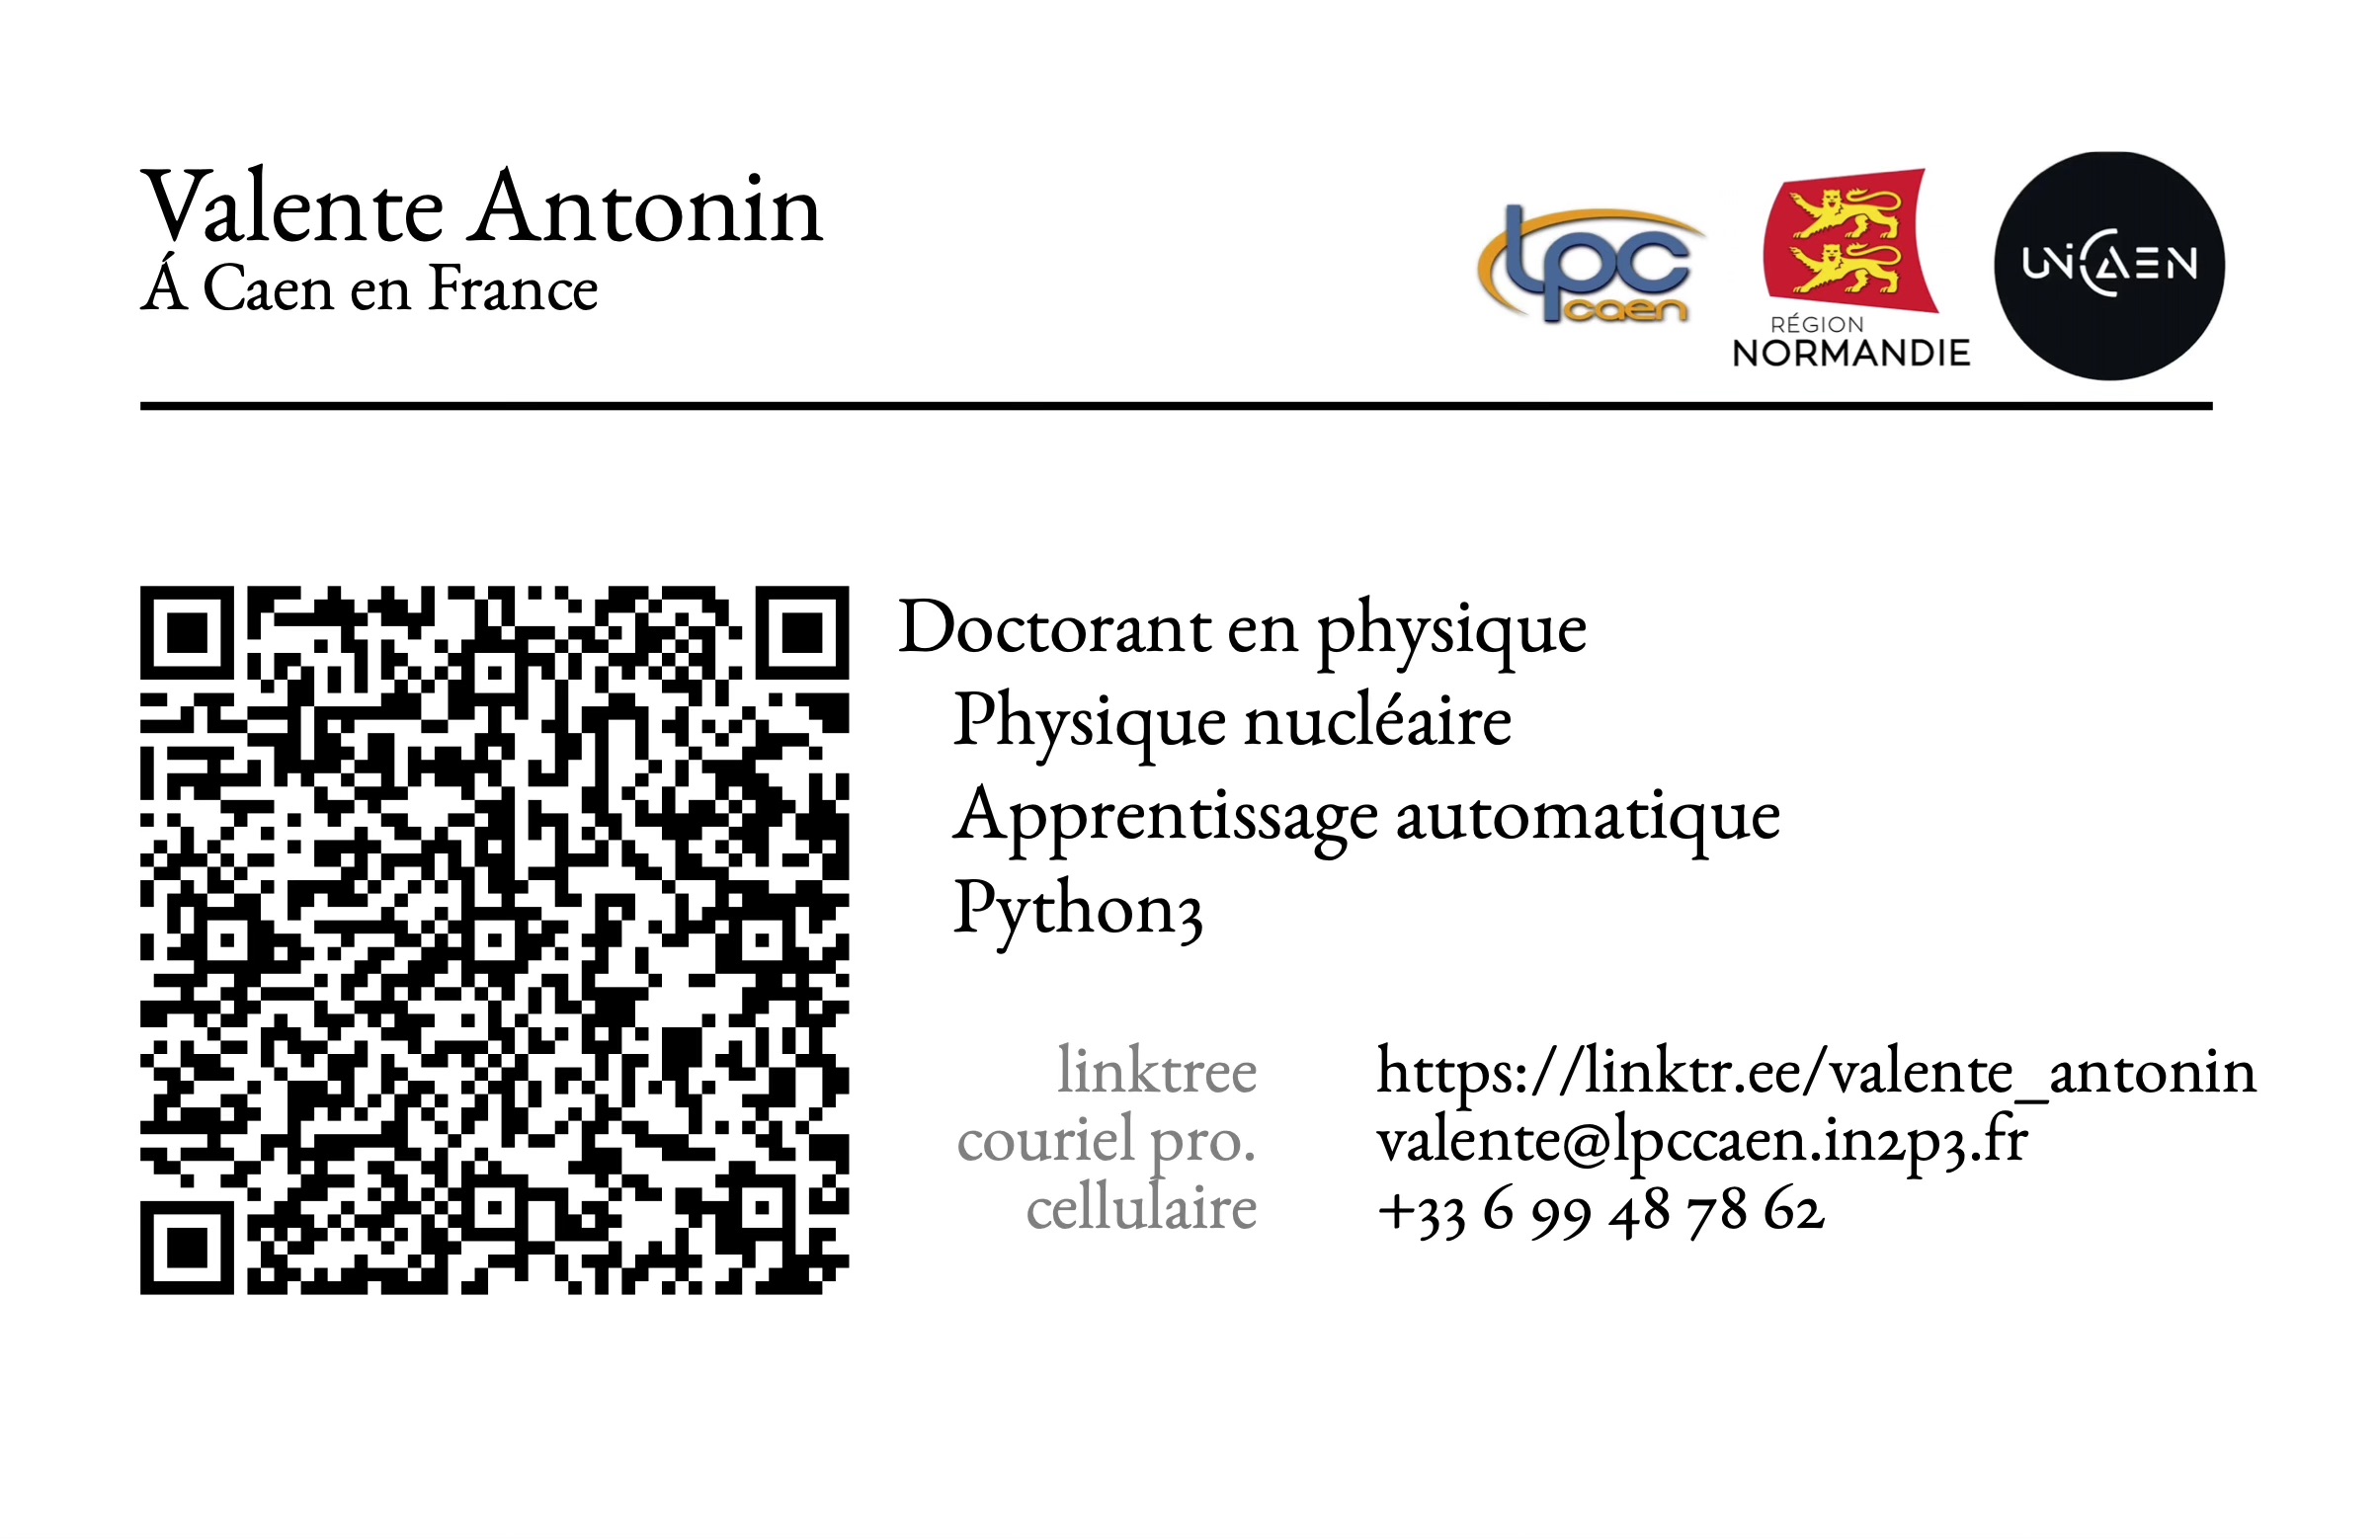 Valente Antonin
Á Caen en France
lpc
caen
RÉGION
NORMANDIE
UNICAEN
Doctorant en physique
Physique nucléaire
Apprentissage automatique
Python3
linktree https://linktr.ee/valente_antonin
couriel pro. valente@lpccaen.in2p3.fr
cellulaire +33 6 99 48 78 62